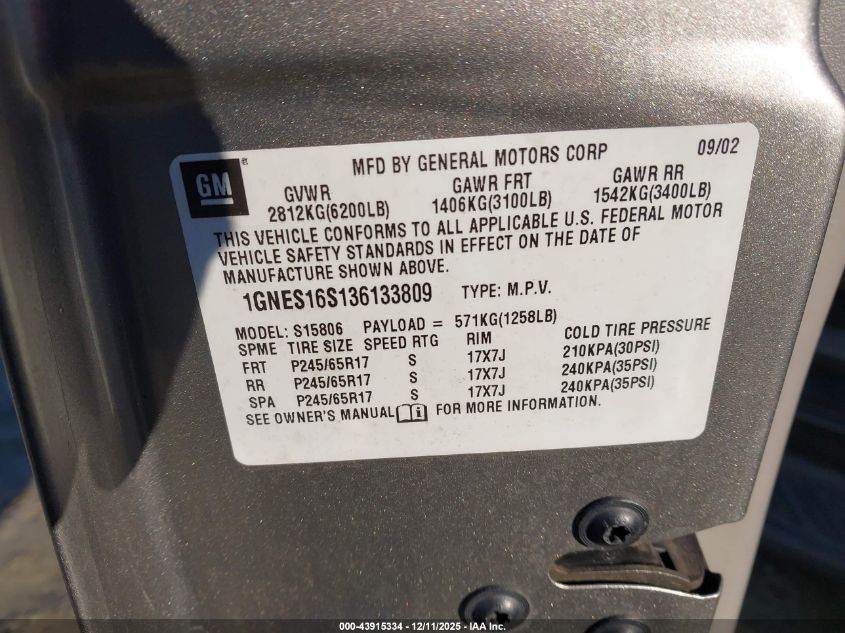 GM ®
MFD BY GENERAL MOTORS CORP 09/02
GVWR GAWR FRT GAWR RR
2812KG(6200LB) 1406KG(3100LB) 1542KG(3400LB)
THIS VEHICLE CONFORMS TO ALL APPLICABLE U.S. FEDERAL MOTOR
VEHICLE SAFETY STANDARDS IN EFFECT ON THE DATE OF
MANUFACTURE SHOWN ABOVE.
1GNES16S136133809 TYPE: M.P.V.
MODEL: S15806 PAYLOAD = 571KG(1258LB)
SPME TIRE SIZE SPEED RTG RIM COLD TIRE PRESSURE
FRT P245/65R17 S 17X7J 210KPA(30PSI)
RR P245/65R17 S 17X7J 240KPA(35PSI)
SPA P245/65R17 S 17X7J 240KPA(35PSI)
SEE OWNER'S MANUAL i FOR MORE INFORMATION.
000-43915334 - 12/11/2025 - IAA Inc.